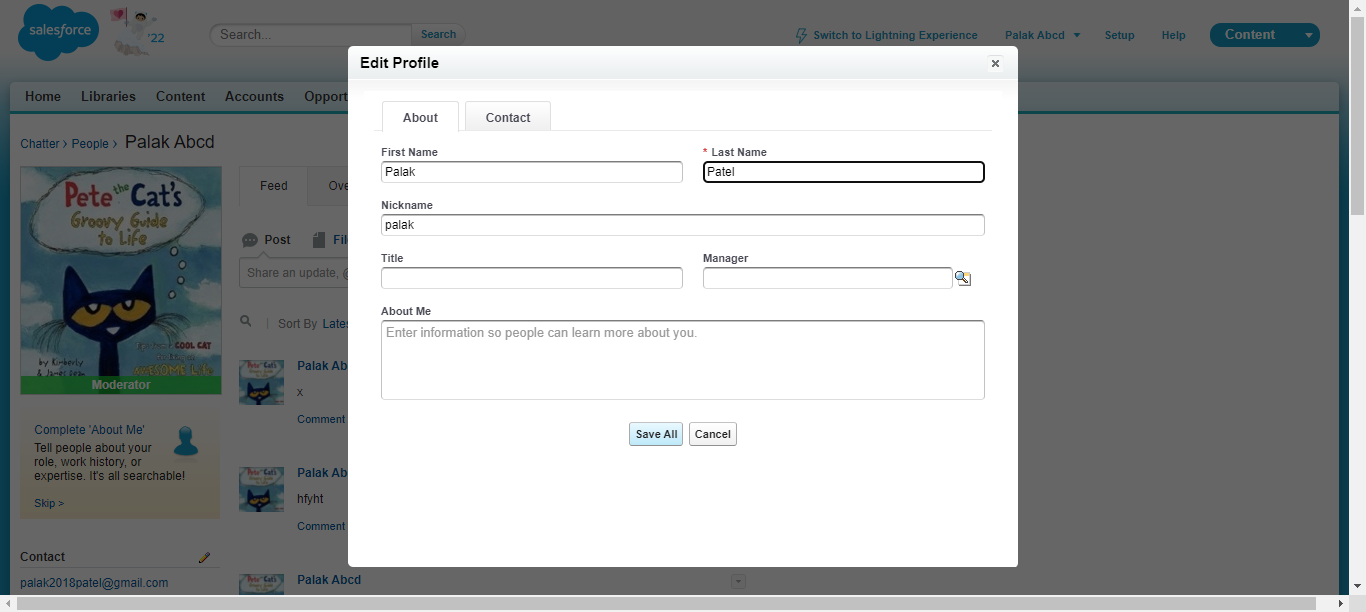 salesforce
'22
Search...
Search
Switch to Lightning Experience
Palak Abcd
Setup
Help
Content
Edit Profile
Home
Libraries
Content
Accounts
Opport
About
Contact
Chatter › People › Palak Abcd
First Name
* Last Name
Palak
Patel
Nickname
palak
Title
Manager
About Me
Enter information so people can learn more about you.
Save All
Cancel
Pete the Cat's
Groovy Guide
to Life
COOL CAT
AWESOME Life
by Kimberly
& James Dean
Moderator
Complete 'About Me'
Tell people about your
role, work history, or
expertise. It's all searchable!
Skip >
Contact
palak2018patel@gmail.com
Feed
Ove
Post
Fil
Share an update, @
Sort By Lates
Palak Ab
x
Comment
Palak Ab
hfyht
Comment
Palak Abcd